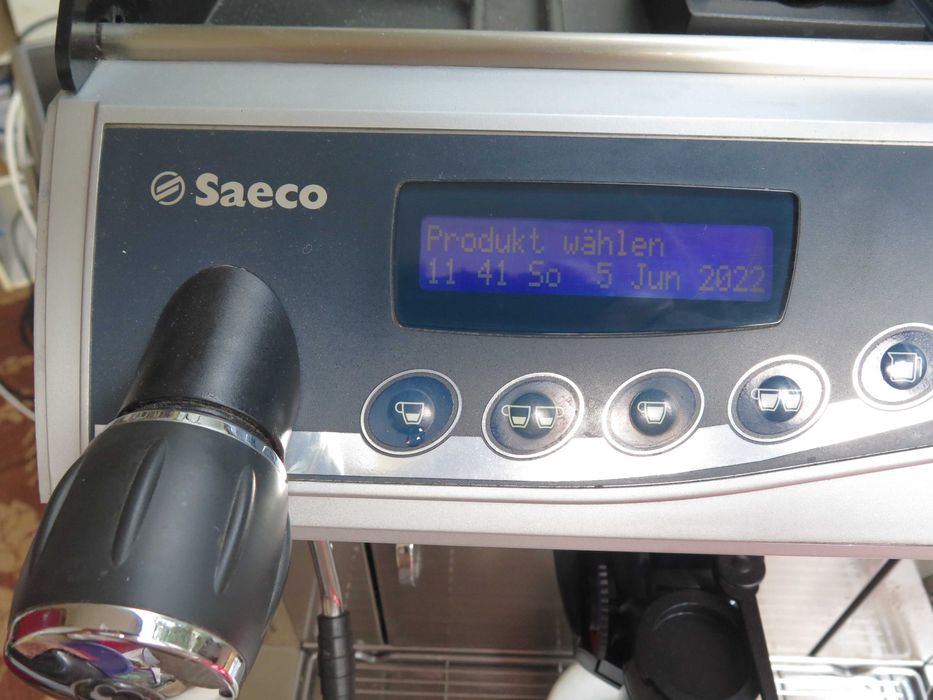 Saeco
Produkt wählen
11 41 So 5 Jun 2022